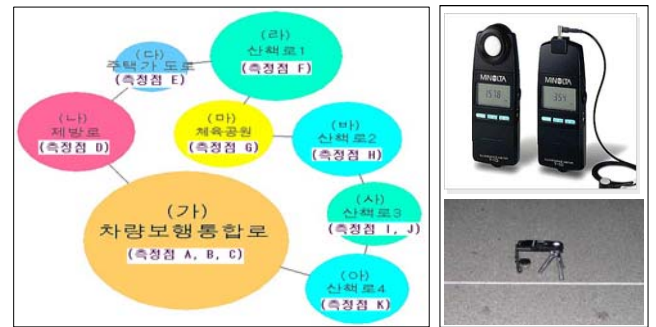 (다)
주택가 도로
(측정점 E)
(라)
산책로1
(측정점 F)
(나)
제방로
(측정점 D)
(마)
체육공원
(측정점 G)
(바)
산책로2
(측정점 H)
(가)
차량보행통합로
(측정점 A, B, C)
(사)
산책로3
(측정점 I, J)
(아)
산책로4
(측정점 K)
MINOLTA
MINOLTA